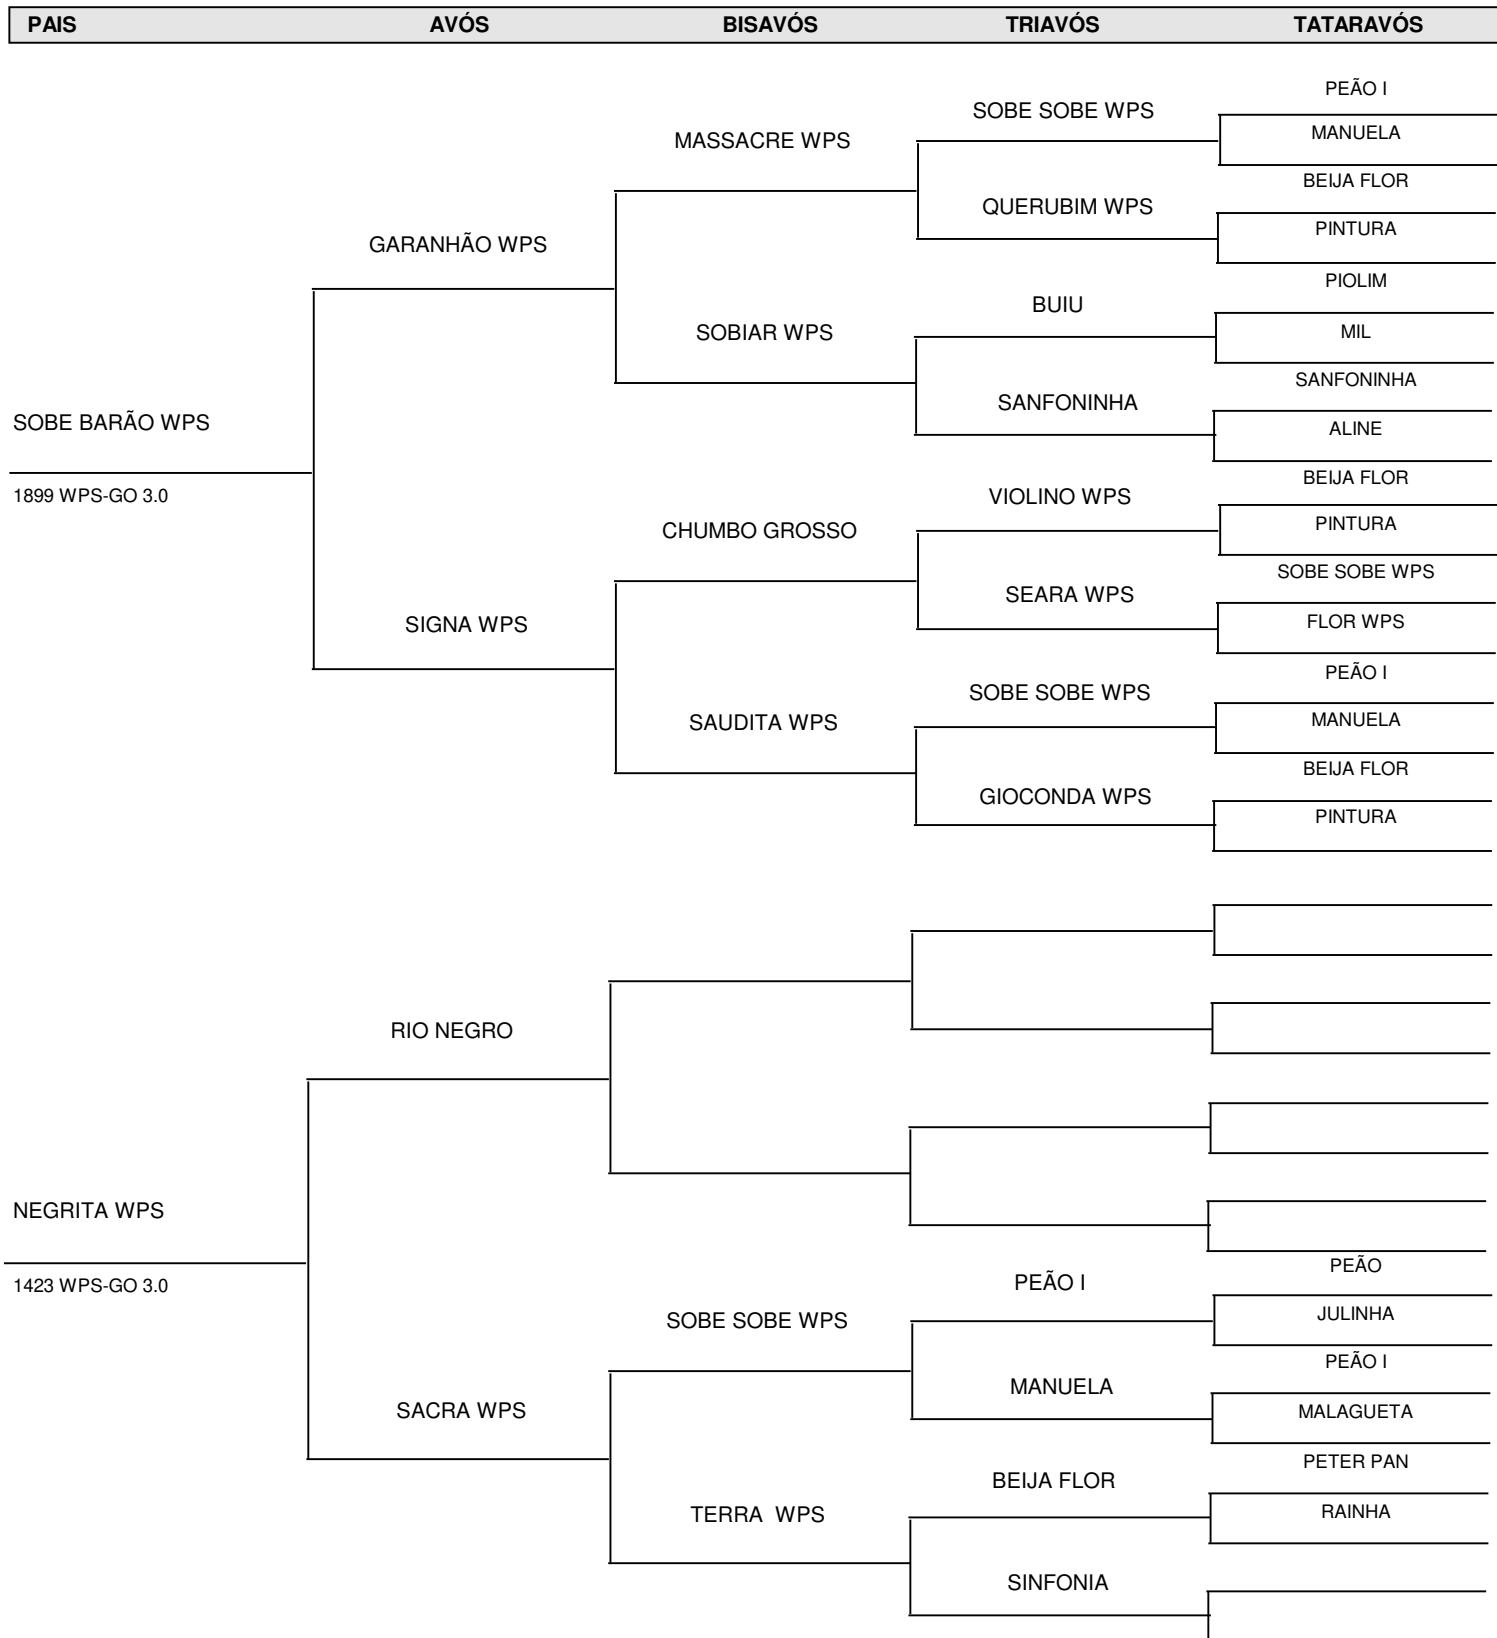 PAIS AVÓS BISAVÓS TRIAVÓS TATARAVÓS
PEÃO I
SOBE SOBE WPS
MANUELA
MASSACRE WPS
BEIJA FLOR
QUERUBIM WPS
PINTURA
GARANHÃO WPS
PIOLIM
BUIU
MIL
SOBIAR WPS
SANFONINHA
SANFONINHA
ALINE
SOBE BARÃO WPS
1899 WPS-GO 3.0
BEIJA FLOR
VIOLINO WPS
PINTURA
CHUMBO GROSSO
SOBE SOBE WPS
SEARA WPS
FLOR WPS
SIGNA WPS
PEÃO I
SOBE SOBE WPS
MANUELA
SAUDITA WPS
BEIJA FLOR
GIOCONDA WPS
PINTURA
RIO NEGRO
NEGRITA WPS
1423 WPS-GO 3.0
PEÃO
PEÃO I
JULINHA
SOBE SOBE WPS
PEÃO I
MANUELA
MALAGUETA
SACRA WPS
PETER PAN
BEIJA FLOR
RAINHA
TERRA  WPS
SINFONIA